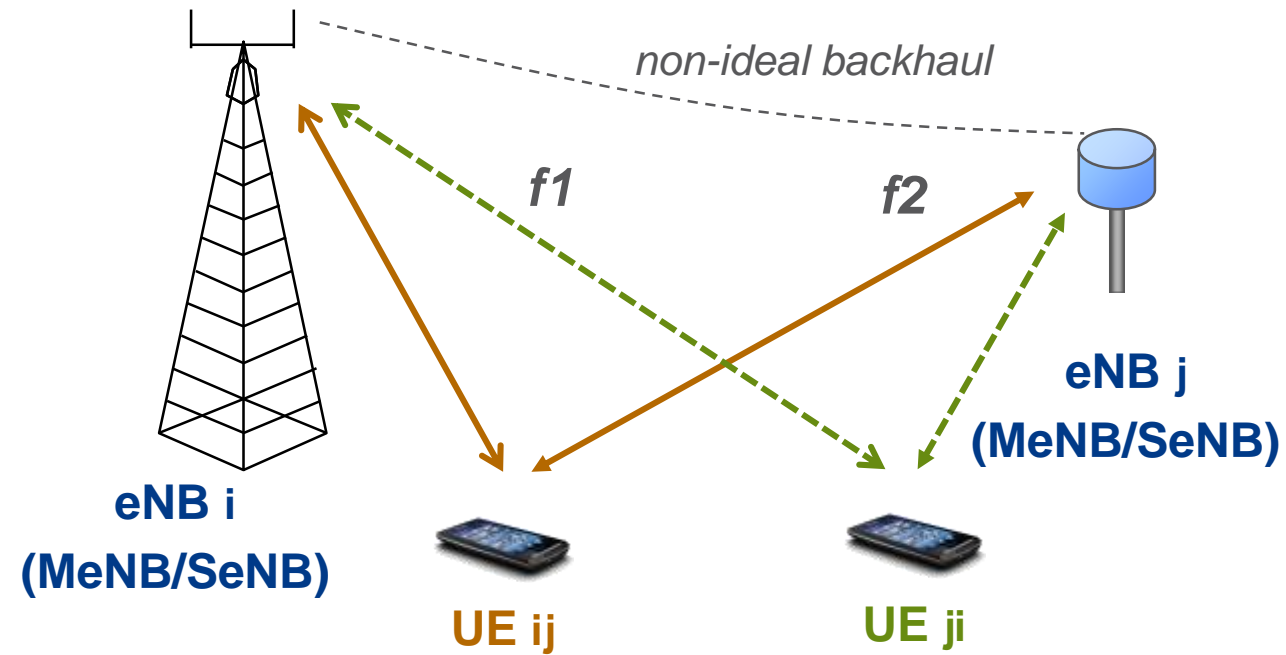 non-ideal backhaul
f1
f2
eNB j
(MeNB/SeNB)
eNB i
(MeNB/SeNB)
UE ij
UE ji